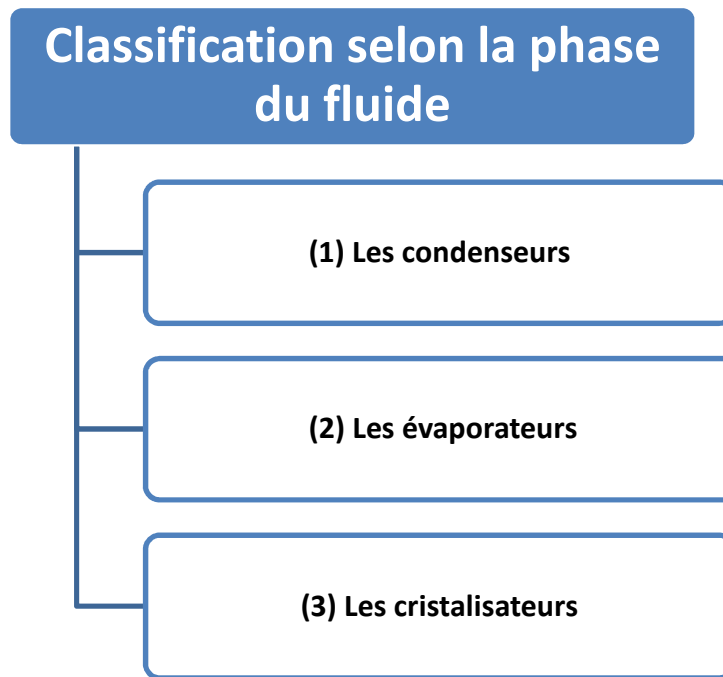 Classification selon la phase
du fluide
(1) Les condenseurs
(2) Les évaporateurs
(3) Les cristalisateurs